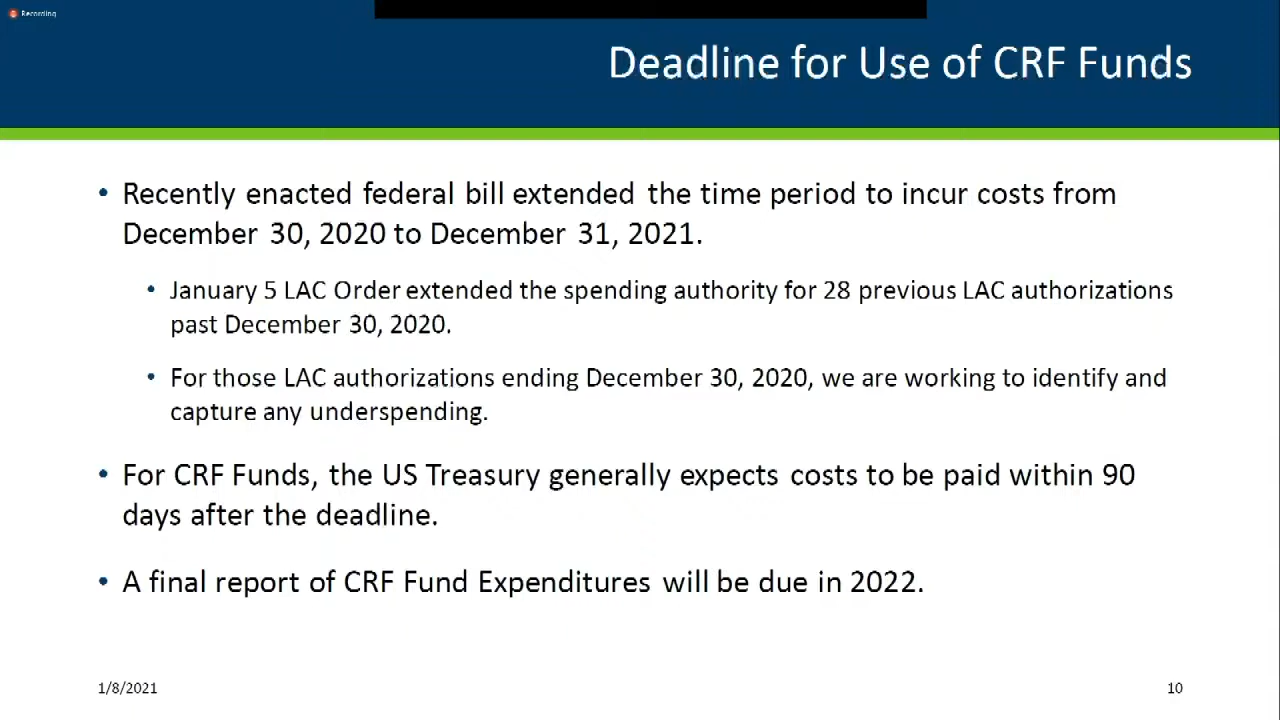 Recording
Deadline for Use of CRF Funds
• Recently enacted federal bill extended the time period to incur costs from
December 30, 2020 to December 31, 2021.
• January 5 LAC Order extended the spending authority for 28 previous LAC authorizations
past December 30, 2020.
• For those LAC authorizations ending December 30, 2020, we are working to identify and
capture any underspending.
• For CRF Funds, the US Treasury generally expects costs to be paid within 90
days after the deadline.
• A final report of CRF Fund Expenditures will be due in 2022.
1/8/2021
10